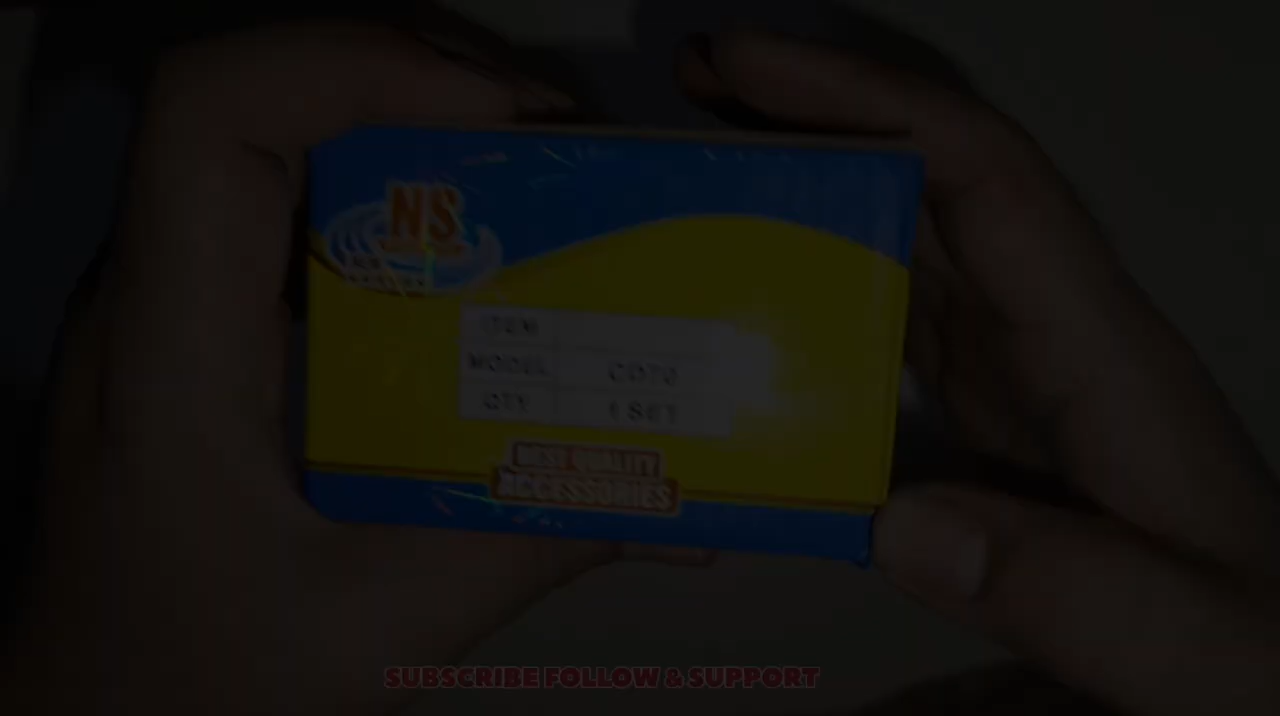 NS
ITEM
MODEL CD70
QTY 1 SET
BEST QUALITY
ACCESSORIES
SUBSCRIBE FOLLOW & SUPPORT